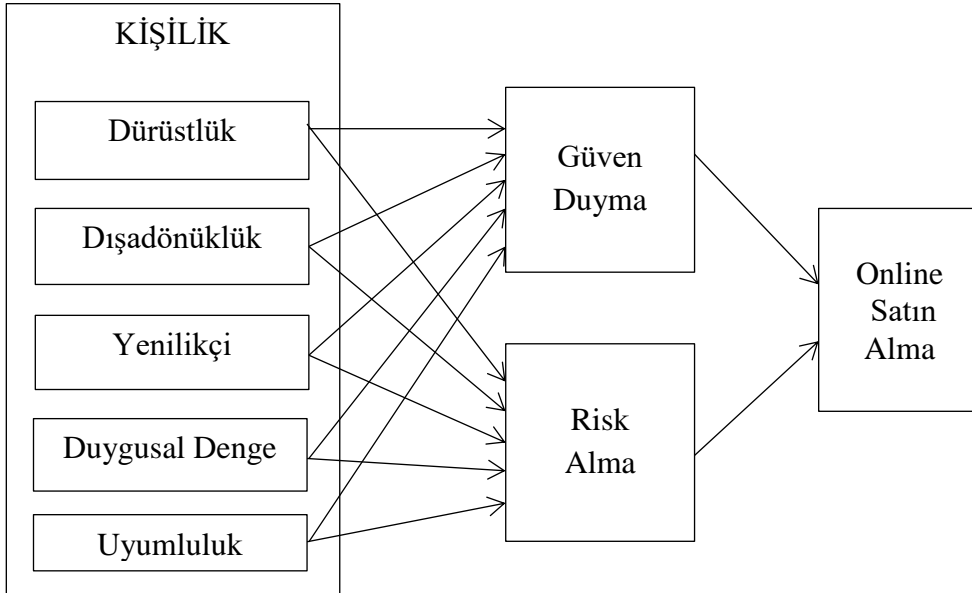 KİŞİLİK
Dürüstlük
Dışadönüklük
Yenilikçi
Duygusal Denge
Uyumluluk
Güven
Duyma
Risk
Alma
Online
Satın
Alma